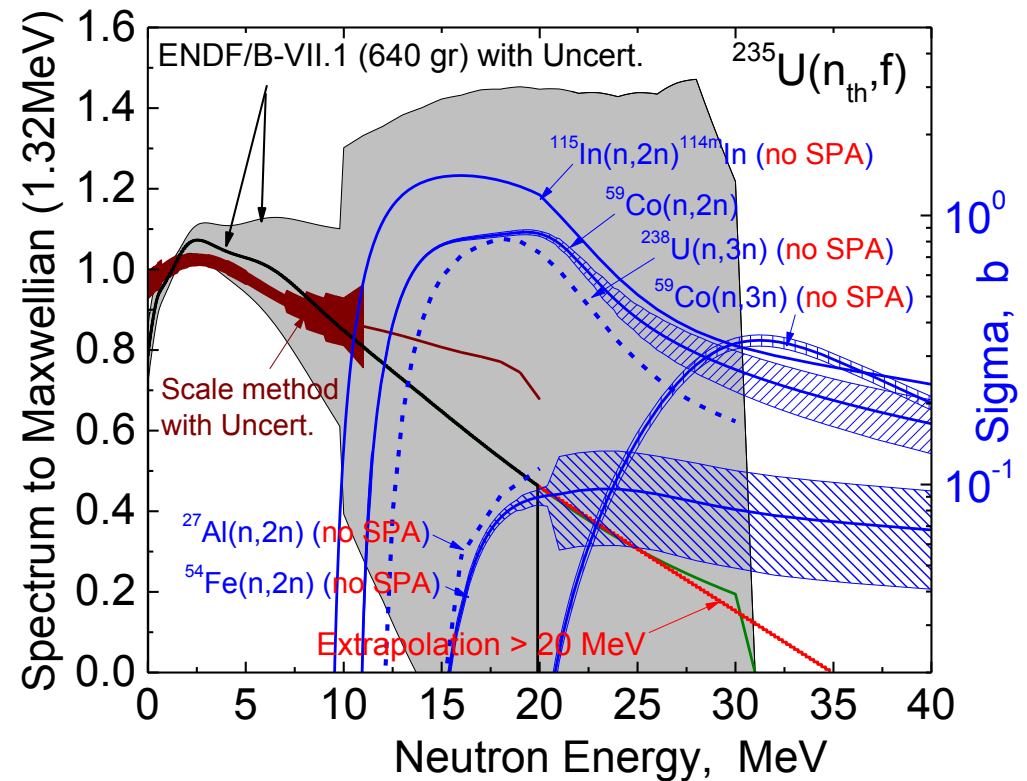 ENDF/B-VII.1 (640 gr) with Uncert.
²³⁵U(nₜₕ,f)
¹¹⁵In(n,2n)¹¹⁴ᵐIn (no SPA)
⁵⁹Co(n,2n)
²³⁸U(n,3n) (no SPA)
⁵⁹Co(n,3n) (no SPA)
Scale method
with Uncert.
²⁷Al(n,2n) (no SPA)
⁵⁴Fe(n,2n) (no SPA)
Extrapolation > 20 MeV
Spectrum to Maxwellian (1.32MeV)
1.6
1.4
1.2
1.0
0.8
0.6
0.4
0.2
0.0
0 5 10 15 20 25 30 35 40
Neutron Energy, MeV
10⁰
10⁻¹
Sigma, b